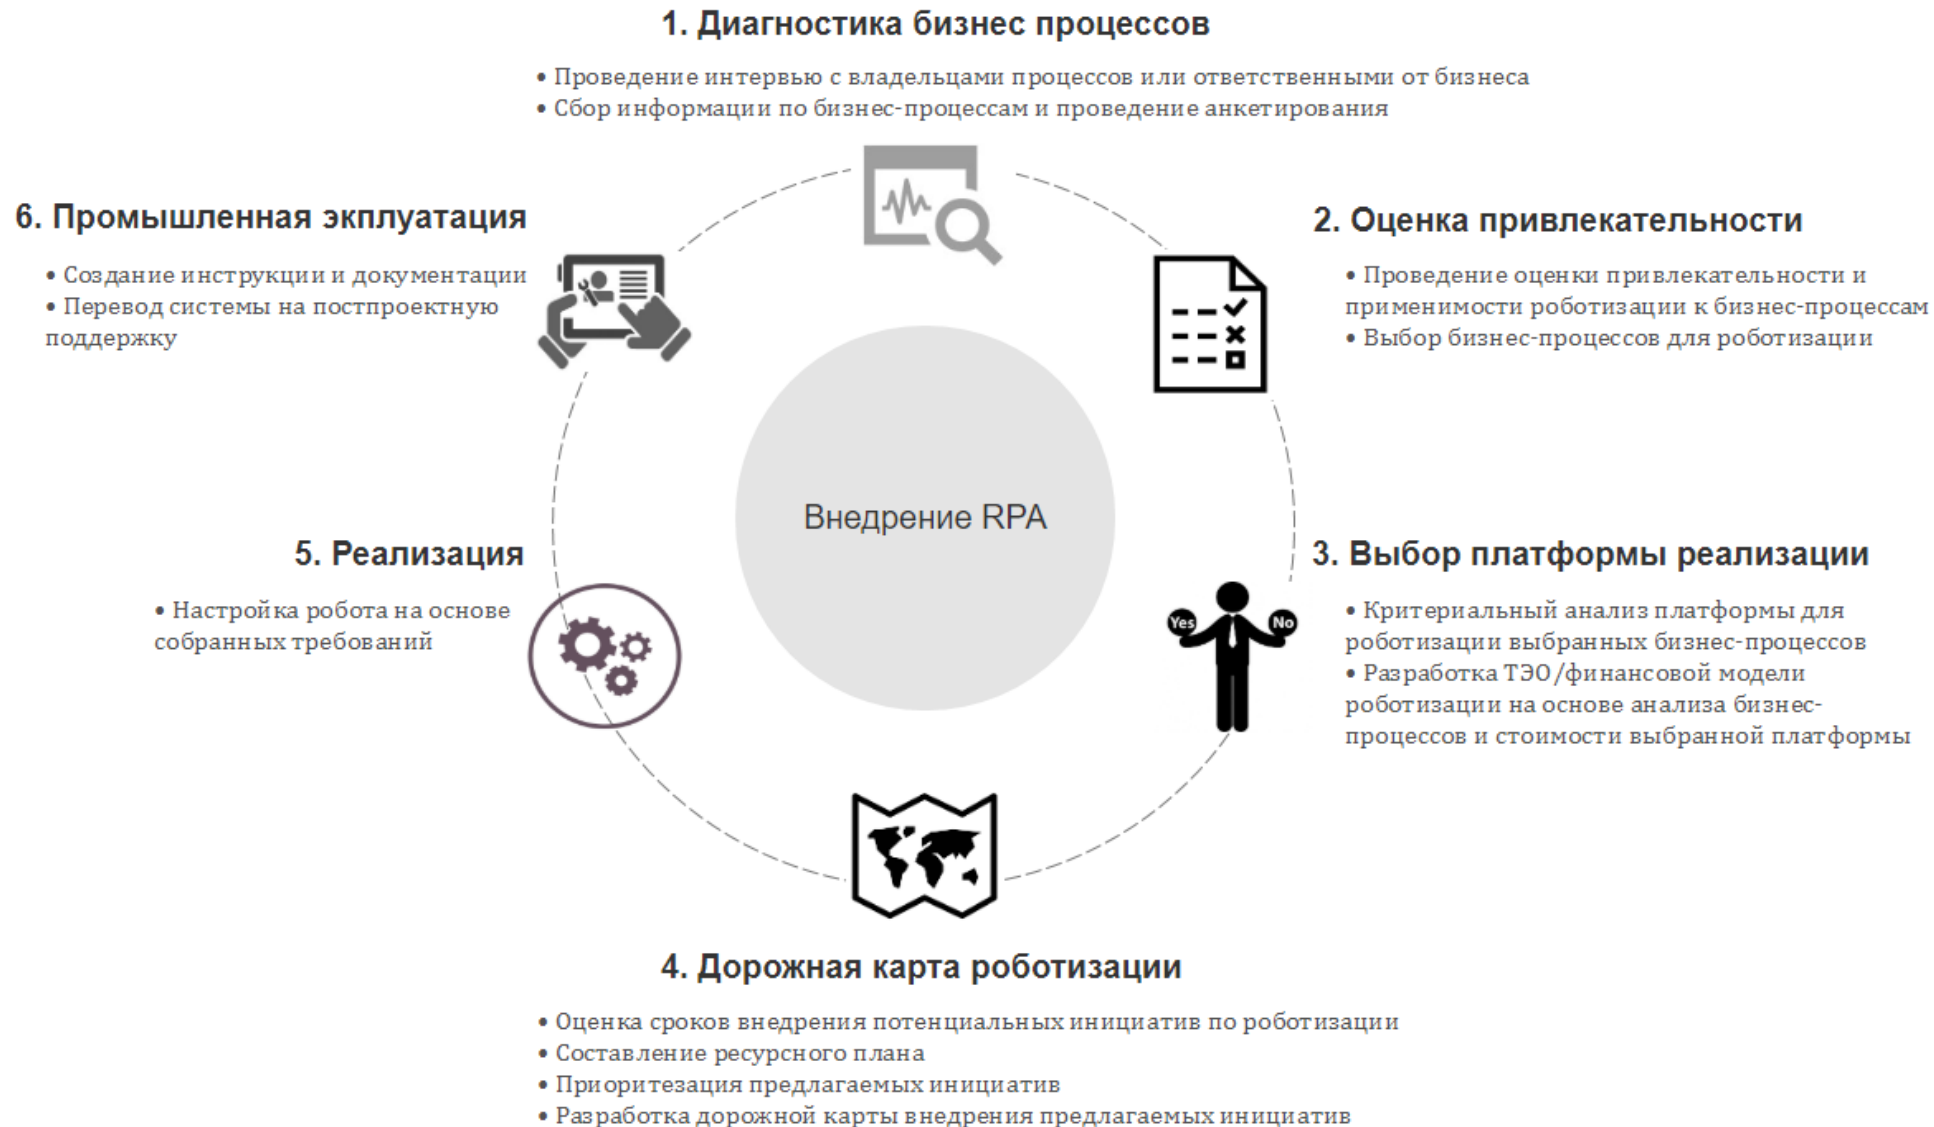 1. Диагностика бизнес процессов
• Проведение интервью с владельцами процессов или ответственными от бизнеса
• Сбор информации по бизнес-процессам и проведение анкетирования
2. Оценка привлекательности
• Проведение оценки привлекательности и
применимости роботизации к бизнес-процессам
• Выбор бизнес-процессов для роботизации
3. Выбор платформы реализации
Yes
No
• Критериальный анализ платформы для
роботизации выбранных бизнес-процессов
• Разработка ТЭО/финансовой модели
роботизации на основе анализа бизнес-
процессов и стоимости выбранной платформы
4. Дорожная карта роботизации
• Оценка сроков внедрения потенциальных инициатив по роботизации
• Составление ресурсного плана
• Приоритезация предлагаемых инициатив
• Разработка дорожной карты внедрения предлагаемых инициатив
5. Реализация
• Настройка робота на основе
собранных требований
6. Промышленная экплуатация
• Создание инструкции и документации
• Перевод системы на постпроектную
поддержку
Внедрение RPA